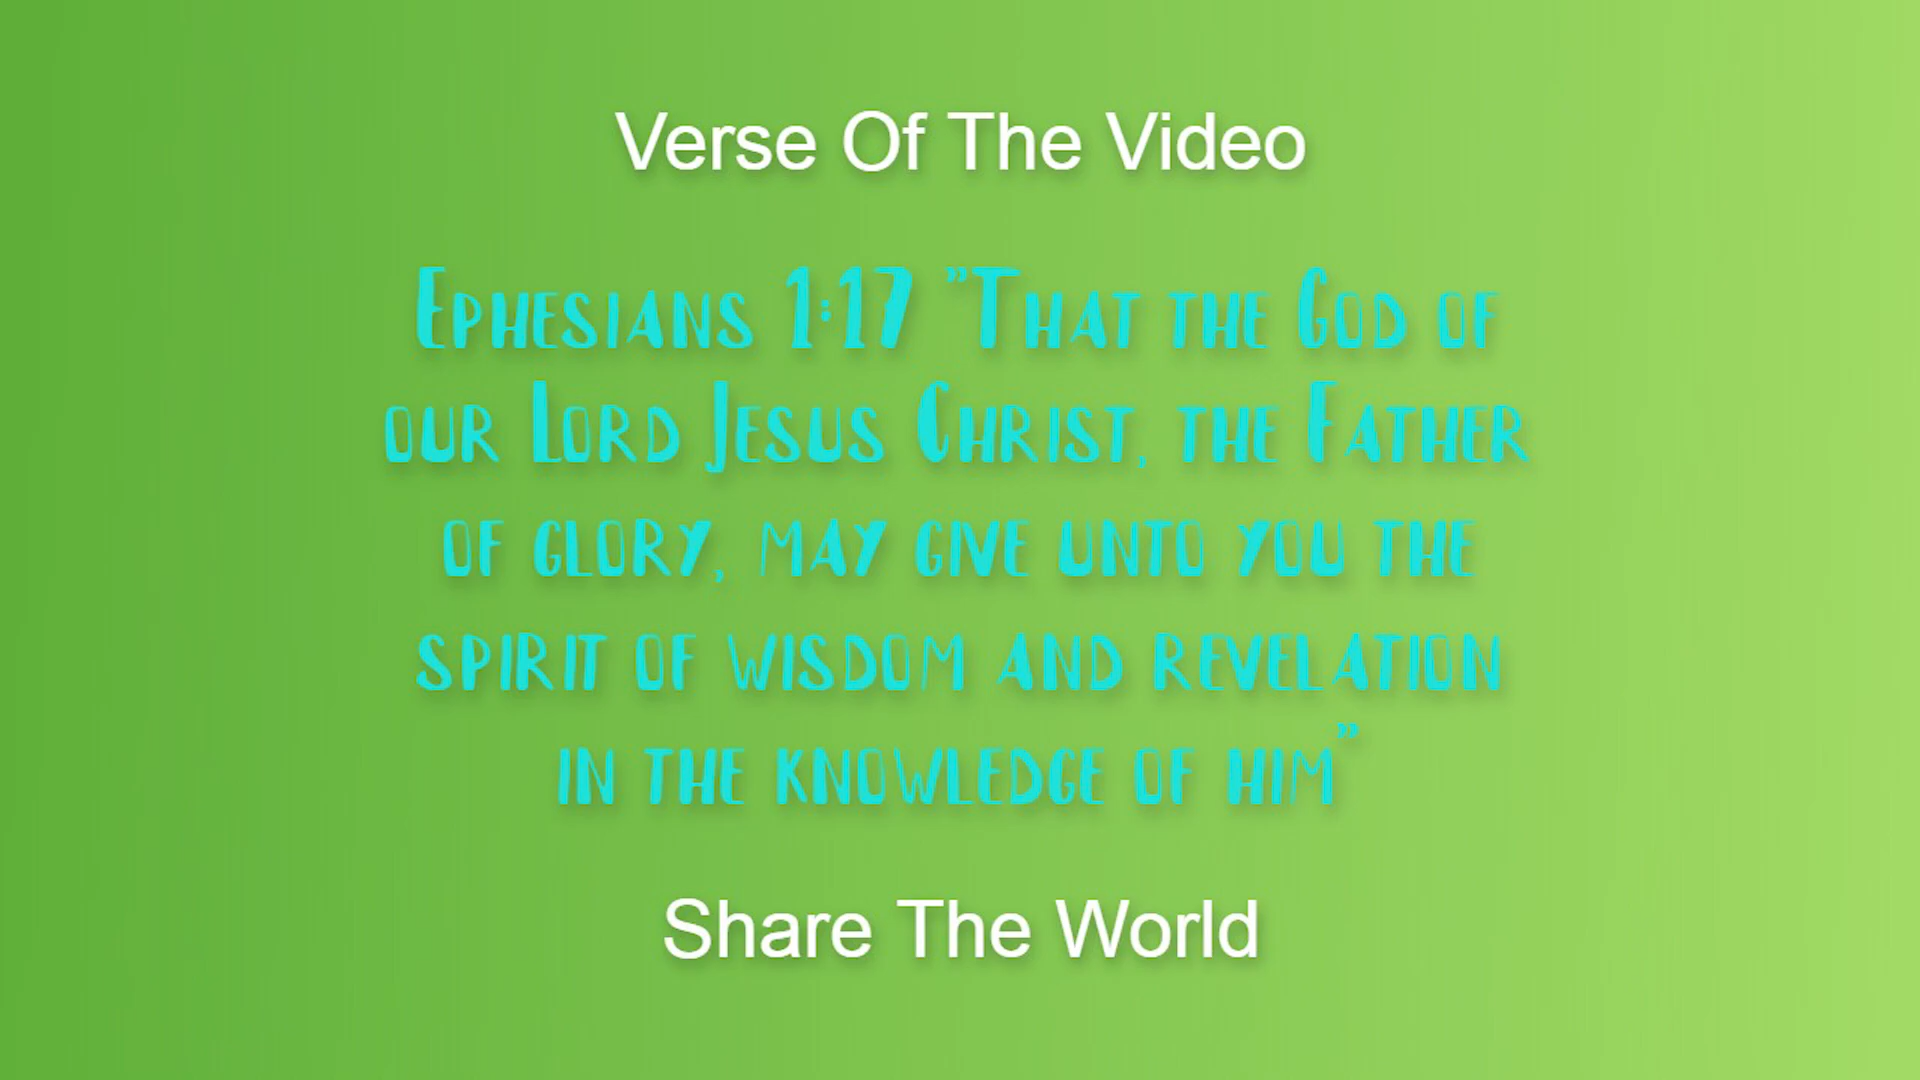 Verse Of The Video
Ephesians 1:17 "That the God of
our Lord Jesus Christ, the Father
of glory, may give unto you the
spirit of wisdom and revelation
in the knowledge of him"
Share The World